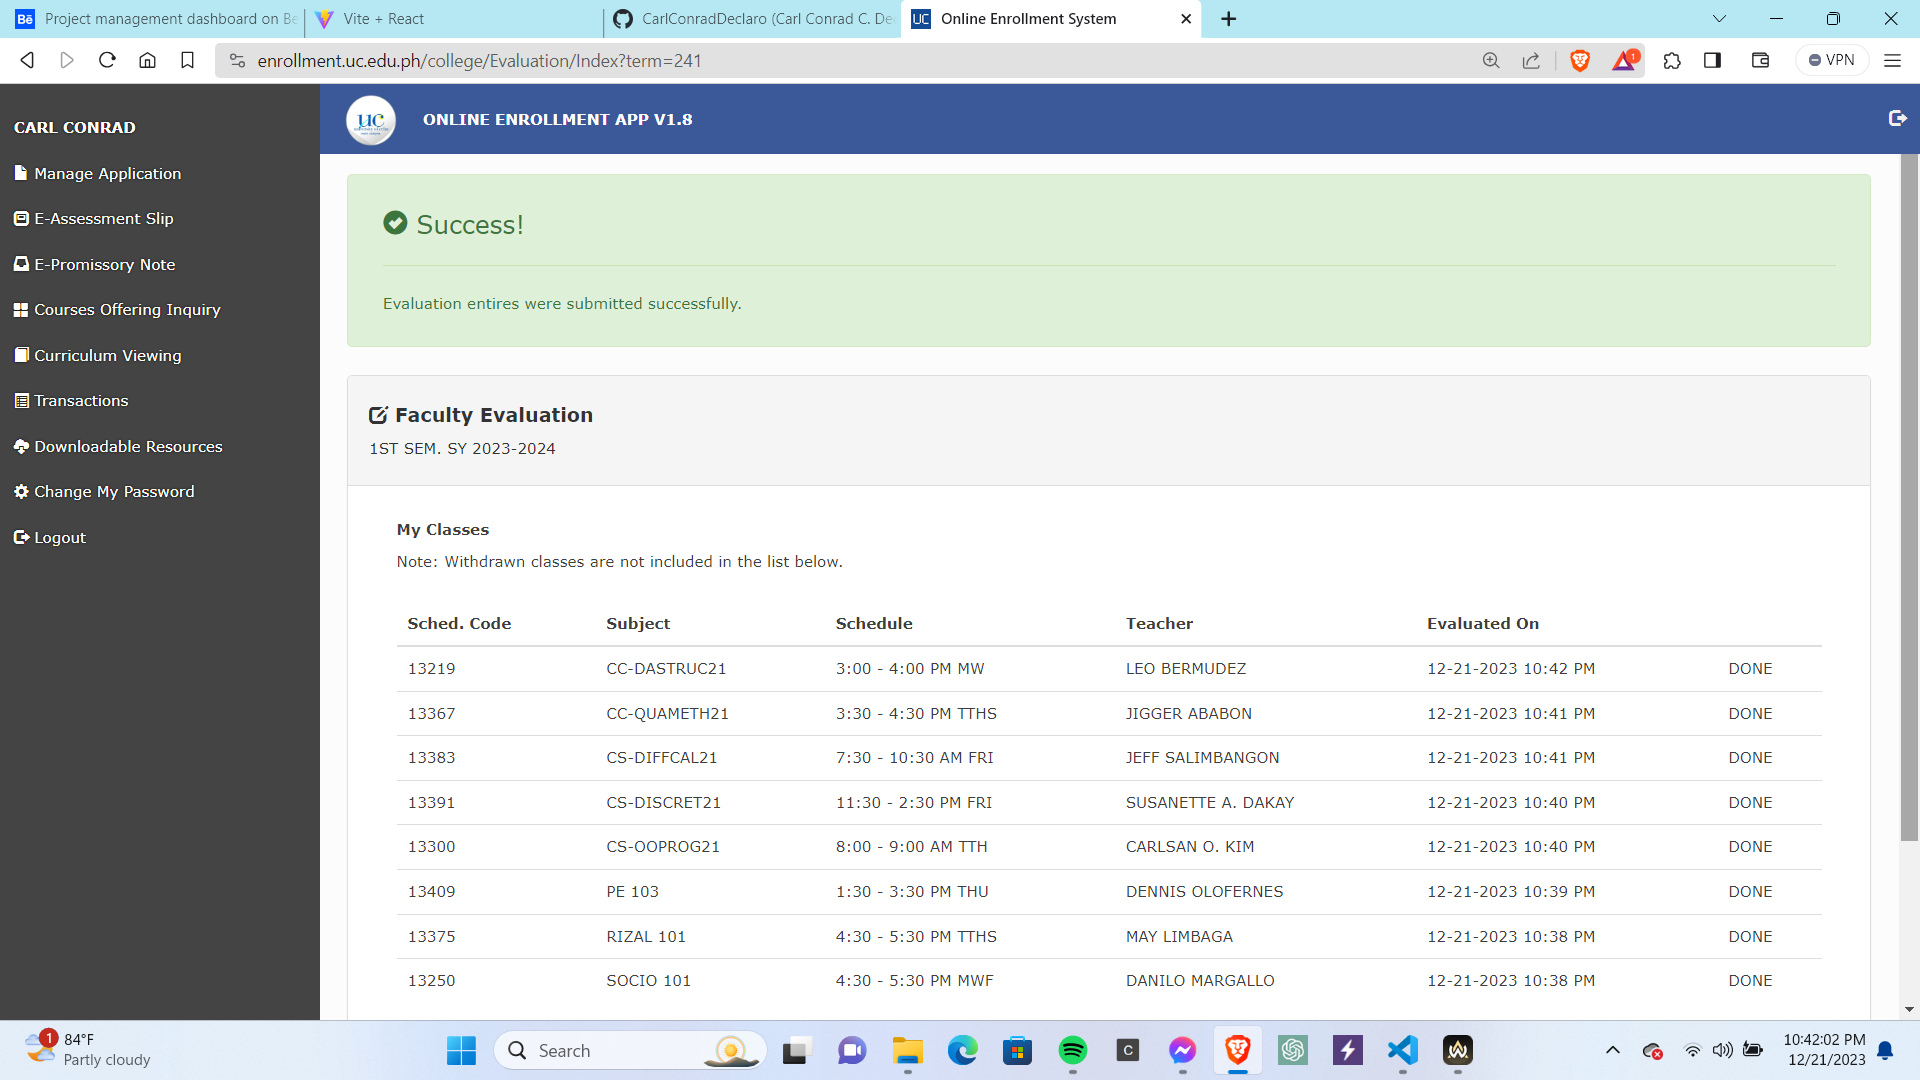 Project management dashboard on Be
Vite + React
CarlConradDeclaro (Carl Conrad C. De
Online Enrollment System
enrollment.uc.edu.ph/college/Evaluation/Index?term=241
1
VPN
CARL CONRAD
Manage Application
E-Assessment Slip
E-Promissory Note
Courses Offering Inquiry
Curriculum Viewing
Transactions
Downloadable Resources
Change My Password
Logout
uc
ONLINE ENROLLMENT APP V1.8
Success!
Evaluation entires were submitted successfully.
Faculty Evaluation
1ST SEM. SY 2023-2024
My Classes
Note: Withdrawn classes are not included in the list below.
Sched. Code Subject Schedule Teacher Evaluated On
13219 CC-DASTRUC21 3:00 - 4:00 PM MW LEO BERMUDEZ 12-21-2023 10:42 PM DONE
13367 CC-QUAMETH21 3:30 - 4:30 PM TTHS JIGGER ABABON 12-21-2023 10:41 PM DONE
13383 CS-DIFFCAL21 7:30 - 10:30 AM FRI JEFF SALIMBANGON 12-21-2023 10:41 PM DONE
13391 CS-DISCRET21 11:30 - 2:30 PM FRI SUSANETTE A. DAKAY 12-21-2023 10:40 PM DONE
13300 CS-OOPROG21 8:00 - 9:00 AM TTH CARLSAN O. KIM 12-21-2023 10:40 PM DONE
13409 PE 103 1:30 - 3:30 PM THU DENNIS OLOFERNES 12-21-2023 10:39 PM DONE
13375 RIZAL 101 4:30 - 5:30 PM TTHS MAY LIMBAGA 12-21-2023 10:38 PM DONE
13250 SOCIO 101 4:30 - 5:30 PM MWF DANILO MARGALLO 12-21-2023 10:38 PM DONE
1
84°F
Partly cloudy
Search
10:42:02 PM
12/21/2023